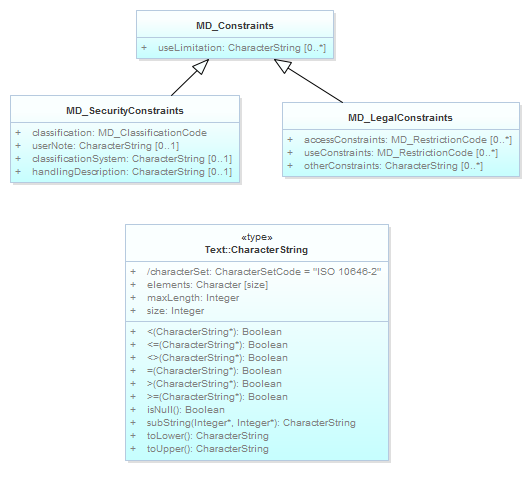 MD_Constraints
+ useLimitation: CharacterString [0..*]
MD_SecurityConstraints
+ classification: MD_ClassificationCode
+ userNote: CharacterString [0..1]
+ classificationSystem: CharacterString [0..1]
+ handlingDescription: CharacterString [0..1]
MD_LegalConstraints
+ accessConstraints: MD_RestrictionCode [0..*]
+ useConstraints: MD_RestrictionCode [0..*]
+ otherConstraints: CharacterString [0..*]
«type»
Text::CharacterString
+ /characterSet: CharacterSetCode = "ISO 10646-2"
+ elements: Character [size]
+ maxLength: Integer
+ size: Integer
+ <(CharacterString*): Boolean
+ <=(CharacterString*): Boolean
+ <>(CharacterString*): Boolean
+ =(CharacterString*): Boolean
+ >(CharacterString*): Boolean
+ >=(CharacterString*): Boolean
+ isNull(): Boolean
+ subString(Integer*, Integer*): CharacterString
+ toLower(): CharacterString
+ toUpper(): CharacterString